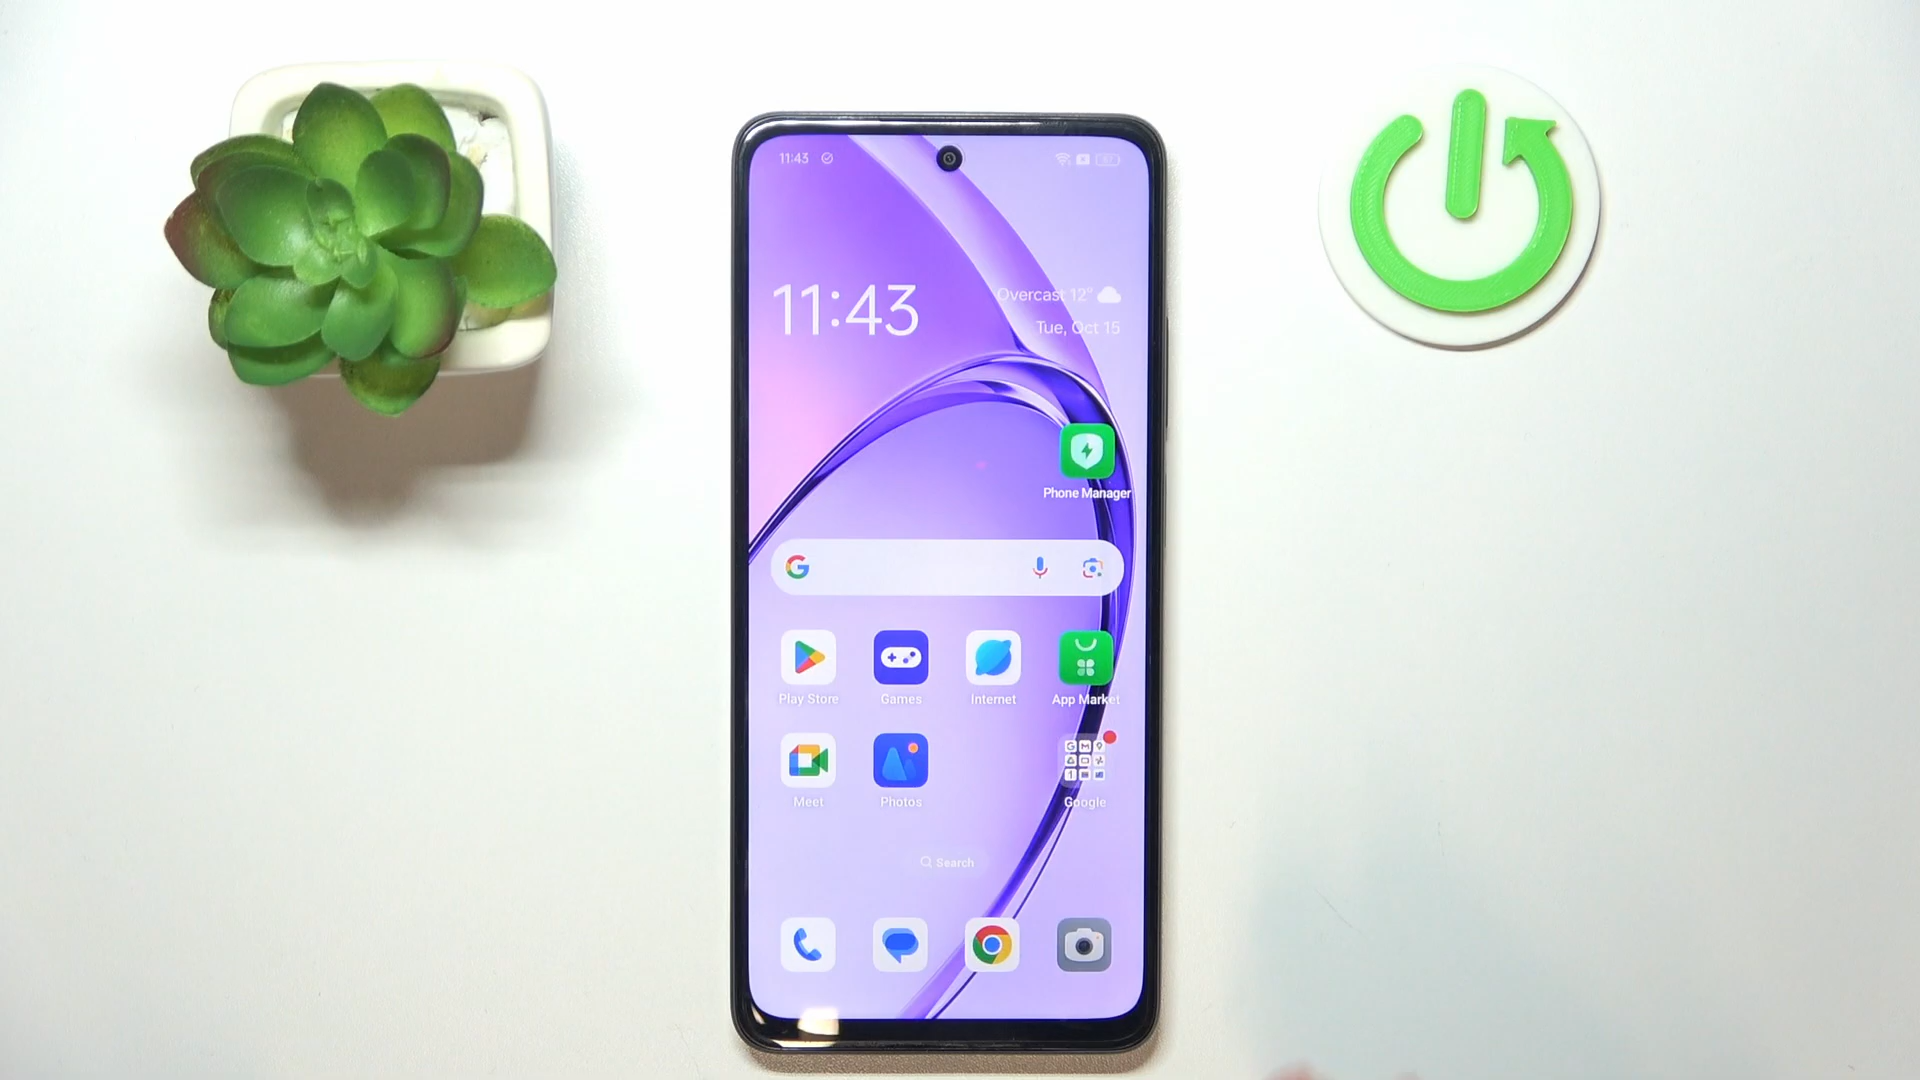 11:43
11:43
Overcast 12°
Tue, Oct 15
Phone Manager
Play Store
Games
Internet
App Market
Meet
Photos
Google
Search